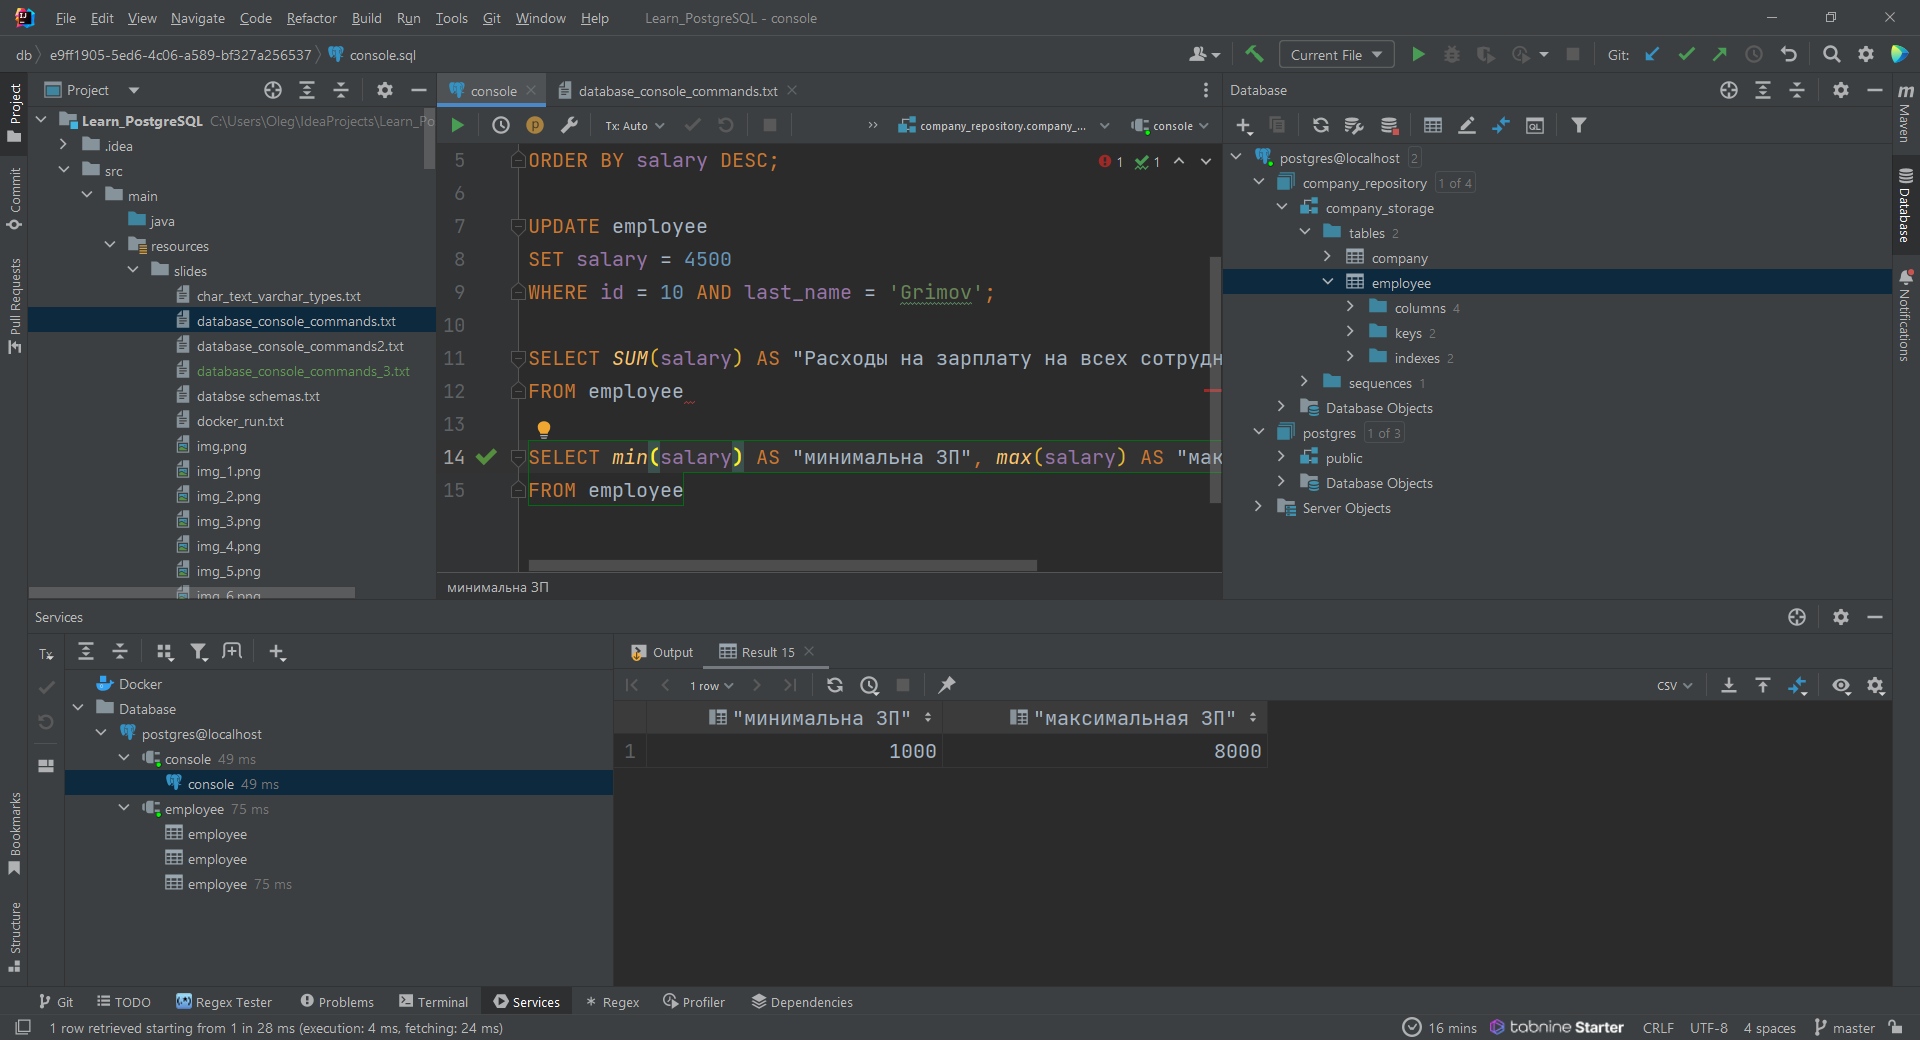 File Edit View Navigate Code Refactor Build Run Tools Git Window Help Learn_PostgreSQL - console
db e9ff1905-5ed6-4c06-a589-bf327a256537 console.sql Current File Git:
Project
Commit
Pull Requests
Bookmarks
Structure
Project
Learn_PostgreSQL C:\Users\Oleg\IdeaProjects\Learn_Po
.idea
src
main
java
resources
slides
char_text_varchar_types.txt
database_console_commands.txt
database_console_commands2.txt
database_console_commands_3.txt
databse schemas.txt
docker_run.txt
img.png
img_1.png
img_2.png
img_3.png
img_4.png
img_5.png
img_6.png
console database_console_commands.txt
Tx: Auto company_repository.company_... console
5 ORDER BY salary DESC; 1 1
6
7 UPDATE employee
8 SET salary = 4500
9 WHERE id = 10 AND last_name = 'Grimov';
10
11 SELECT SUM(salary) AS "Расходы на зарплату на всех сотрудн
12 FROM employee
13
14 SELECT min(salary) AS "минимальна ЗП", max(salary) AS "мак
15 FROM employee
минимальна ЗП
Database
postgres@localhost 2
company_repository 1 of 4
company_storage
tables 2
company
employee
columns 4
keys 2
indexes 2
sequences 1
Database Objects
postgres 1 of 3
public
Database Objects
Server Objects
m
Maven
Database
Notifications
Services
Tx
Docker
Database
postgres@localhost
console 49 ms
console 49 ms
employee 75 ms
employee
employee
employee 75 ms
Output Result 15
1 row CSV
"минимальна ЗП" "максимальная ЗП"
1 1000 8000
Git TODO Regex Tester Problems Terminal Services Regex Profiler Dependencies
1 row retrieved starting from 1 in 28 ms (execution: 4 ms, fetching: 24 ms) 16 mins tabnine Starter CRLF UTF-8 4 spaces master